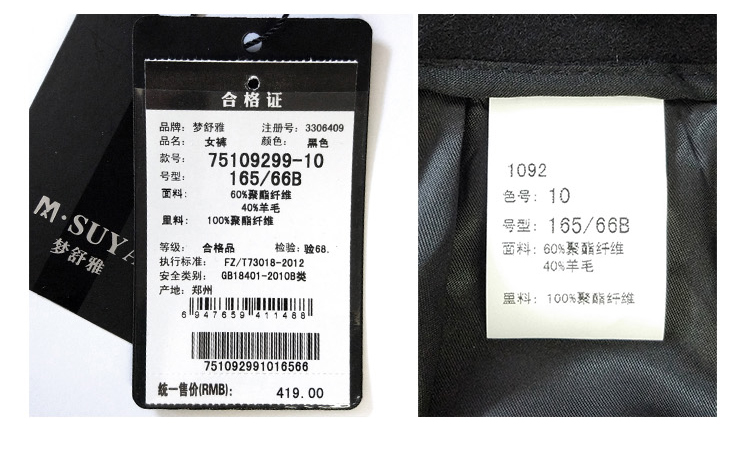 合格证
品牌: 梦舒雅 注册号: 3306409
品名: 女裤 颜色: 黑色
款号: 75109299-10
号型: 165/66B
面料: 60%聚酯纤维
40%羊毛
里料: 100%聚酯纤维
等级: 合格品 检验: 验68.
执行标准: FZ/T73018-2012
安全类别: GB18401-2010B类
产地: 郑州
6 947659 411488
751092991016566
统一售价(RMB): 419.00
M·SUYA
梦舒雅
1092
色号: 10
号型: 165/66B
面料: 60%聚酯纤维
40%羊毛
里料: 100%聚酯纤维